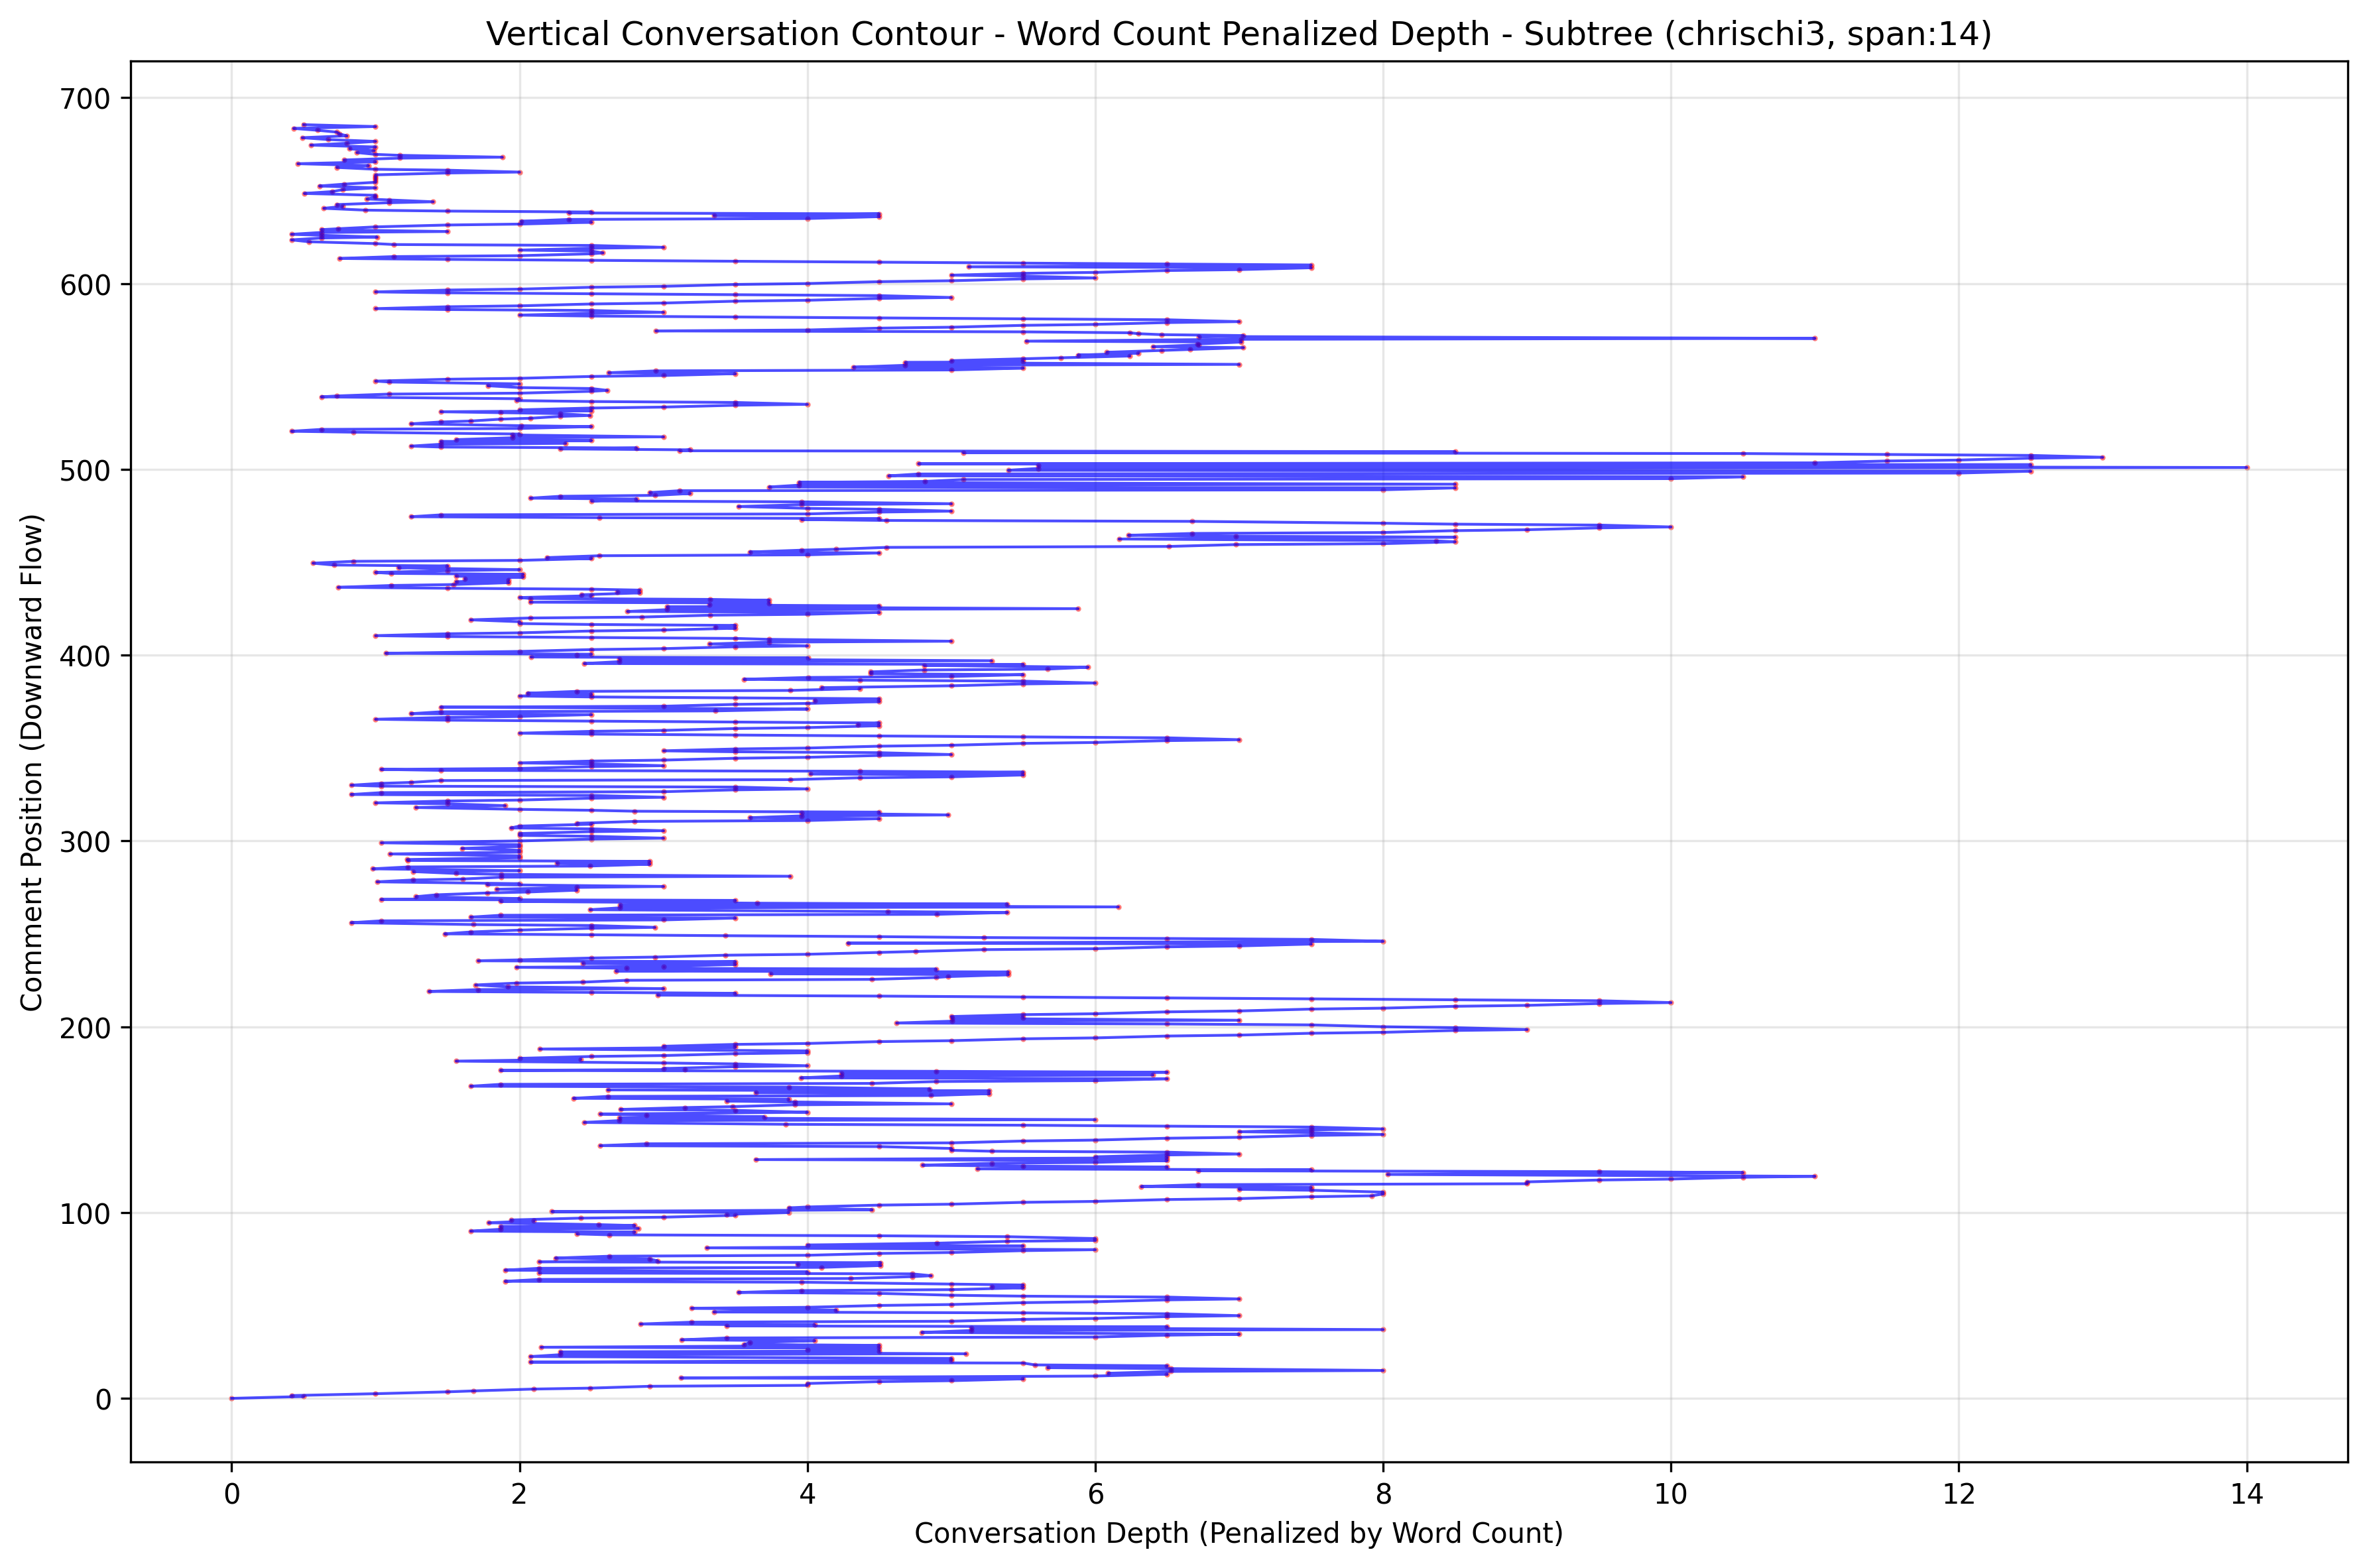 Vertical Conversation Contour - Word Count Penalized Depth - Subtree (chrischi3, span:14)
Comment Position (Downward Flow)
700
600
500
400
300
200
100
0
0 2 4 6 8 10 12 14
Conversation Depth (Penalized by Word Count)